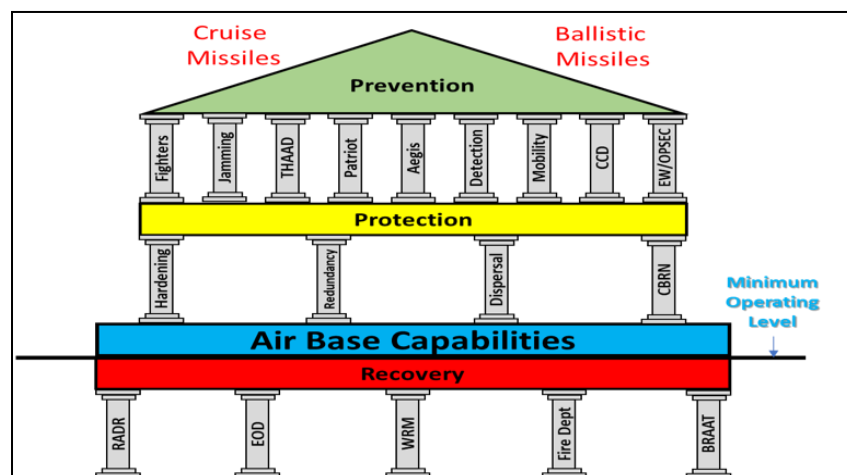 Cruise
Missiles
Ballistic
Missiles
Prevention
Fighters
Jamming
THAAD
Patriot
Aegis
Detection
Mobility
CCD
EW/OPSEC
Protection
Hardening
Redundancy
Dispersal
CBRN
Minimum
Operating
Level
Air Base Capabilities
Recovery
RADR
EOD
WRM
Fire Dept
BRAAT